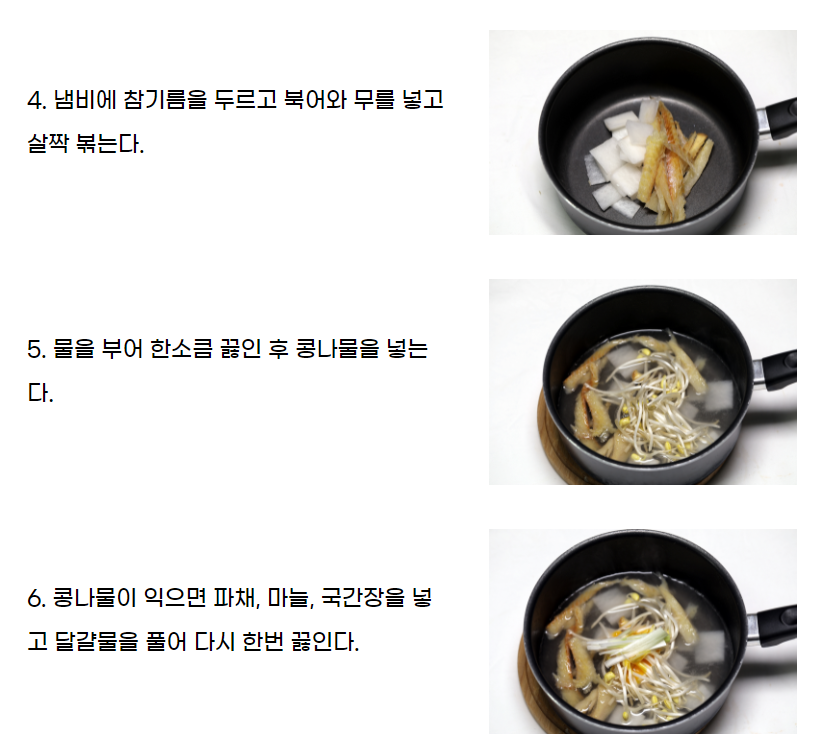 4. 냄비에 참기름을 두르고 북어와 무를 넣고
살짝 볶는다.
5. 물을 부어 한소큼 끓인 후 콩나물을 넣는
다.
6. 콩나물이 익으면 파채, 마늘, 국간장을 넣
고 달걀물을 풀어 다시 한번 끓인다.